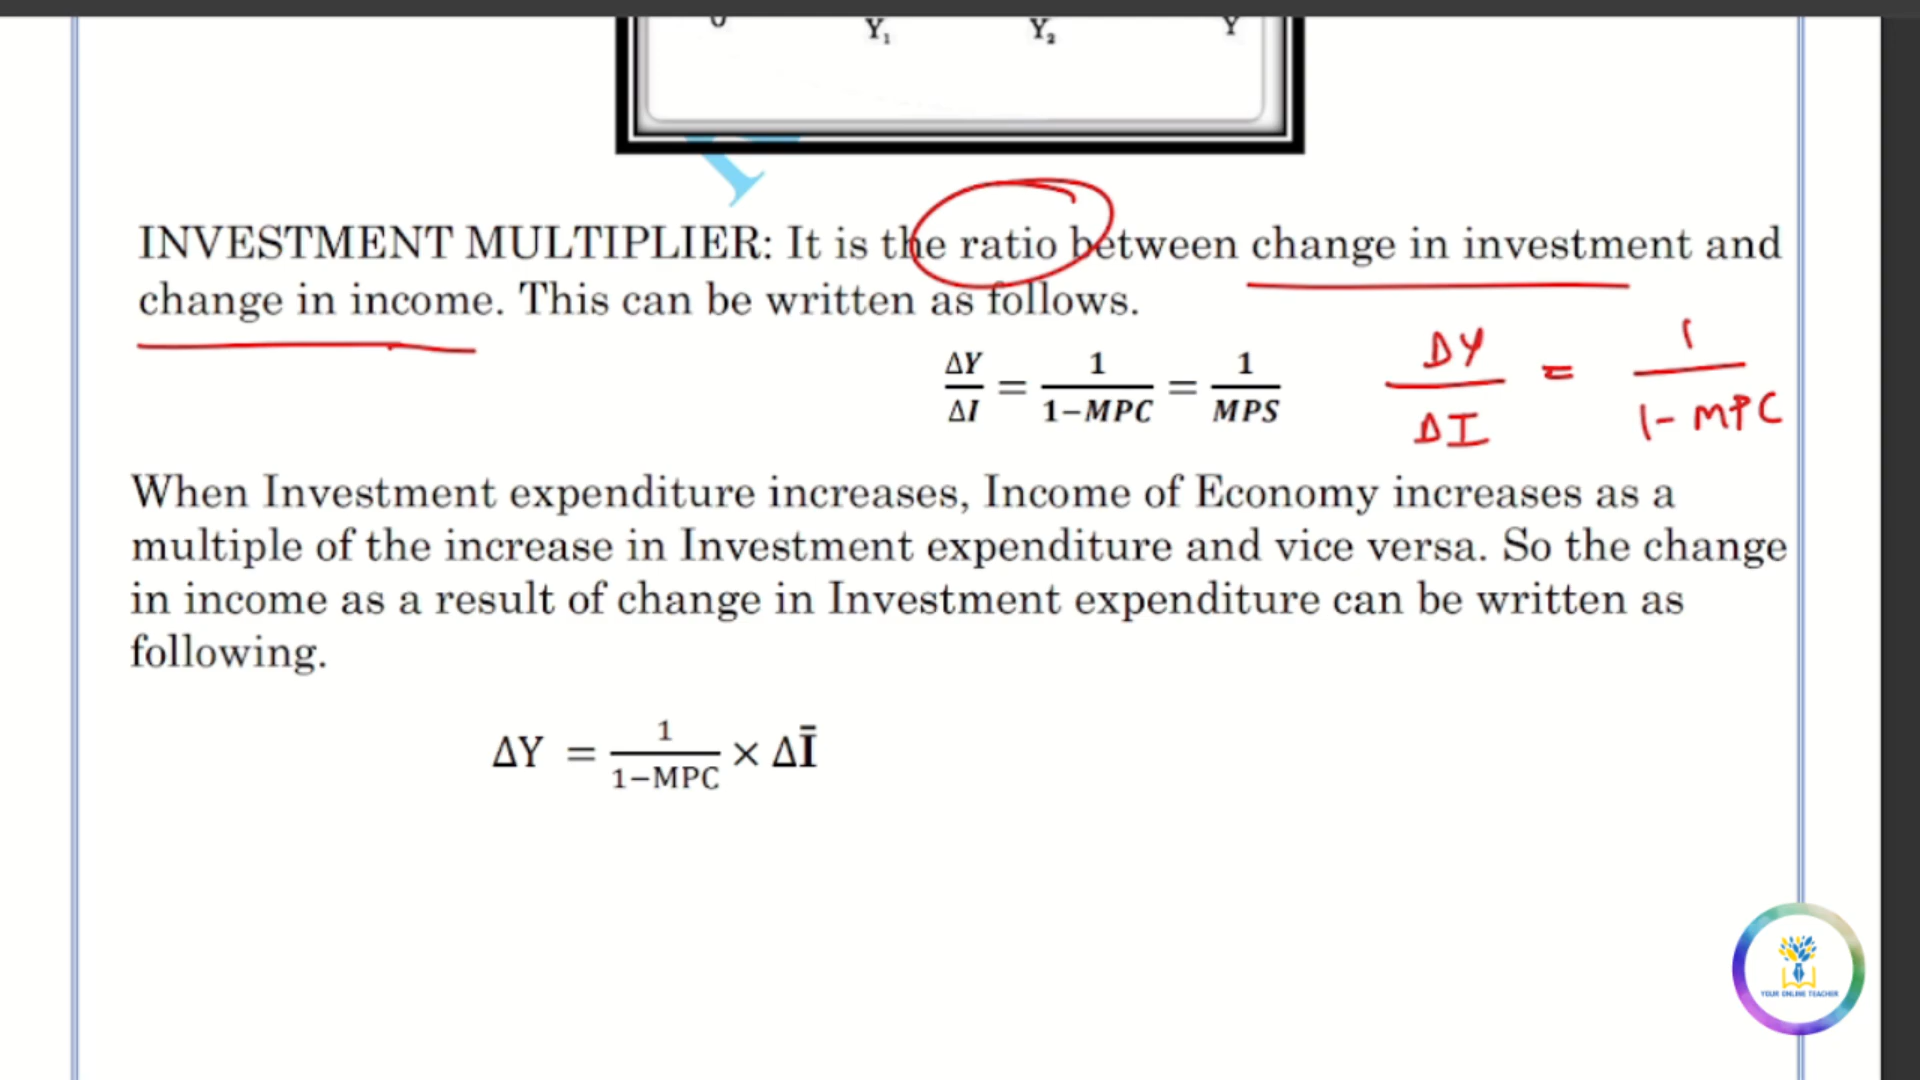 Y₁ Y₂ Y
INVESTMENT MULTIPLIER: It is the ratio between change in investment and
change in income. This can be written as follows.
ΔY/ΔI = 1/1−MPC = 1/MPS
ΔY/ΔI = 1/1-MPC
When Investment expenditure increases, Income of Economy increases as a
multiple of the increase in Investment expenditure and vice versa. So the change
in income as a result of change in Investment expenditure can be written as
following.
ΔY = 1/1−MPC × ΔĪ
YOUR ONLINE TEACHER